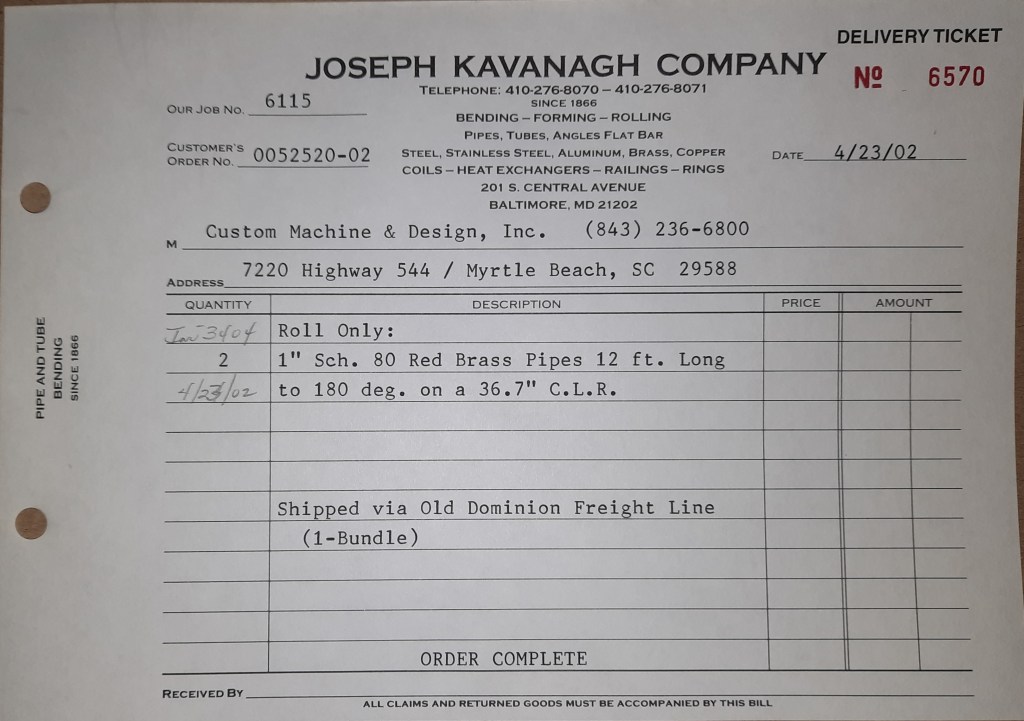 DELIVERY TICKET
JOSEPH KAVANAGH COMPANY
Nº 6570
TELEPHONE: 410-276-8070 – 410-276-8071
SINCE 1866
OUR JOB NO. 6115
BENDING – FORMING – ROLLING
PIPES, TUBES, ANGLES FLAT BAR
CUSTOMER'S ORDER NO. 0052520-02
STEEL, STAINLESS STEEL, ALUMINUM, BRASS, COPPER
DATE 4/23/02
COILS – HEAT EXCHANGERS – RAILINGS – RINGS
201 S. CENTRAL AVENUE
BALTIMORE, MD 21202
M Custom Machine & Design, Inc. (843) 236-6800
ADDRESS 7220 Highway 544 / Myrtle Beach, SC 29588
QUANTITY DESCRIPTION PRICE AMOUNT
3404 Roll Only:
2 1" Sch. 80 Red Brass Pipes 12 ft. Long
4/23/02 to 180 deg. on a 36.7" C.L.R.
Shipped via Old Dominion Freight Line
(1-Bundle)
ORDER COMPLETE
RECEIVED BY
ALL CLAIMS AND RETURNED GOODS MUST BE ACCOMPANIED BY THIS BILL
PIPE AND TUBE
BENDING
SINCE 1866